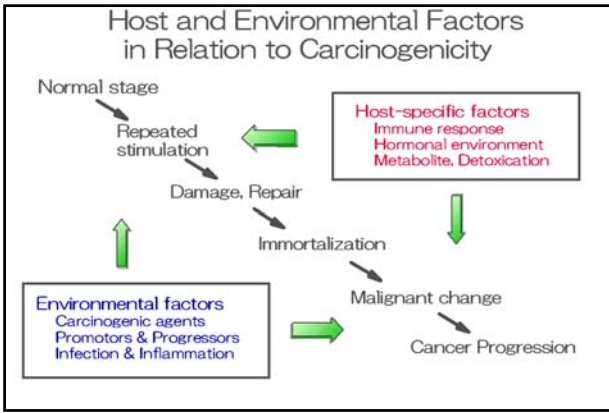 Host and Environmental Factors
in Relation to Carcinogenicity
Normal stage
Repeated
stimulation
Damage, Repair
Immortalization
Malignant change
Cancer Progression
Host-specific factors
Immune response
Hormonal environment
Metabolite, Detoxication
Environmental factors
Carcinogenic agents
Promotors & Progressors
Infection & Inflammation